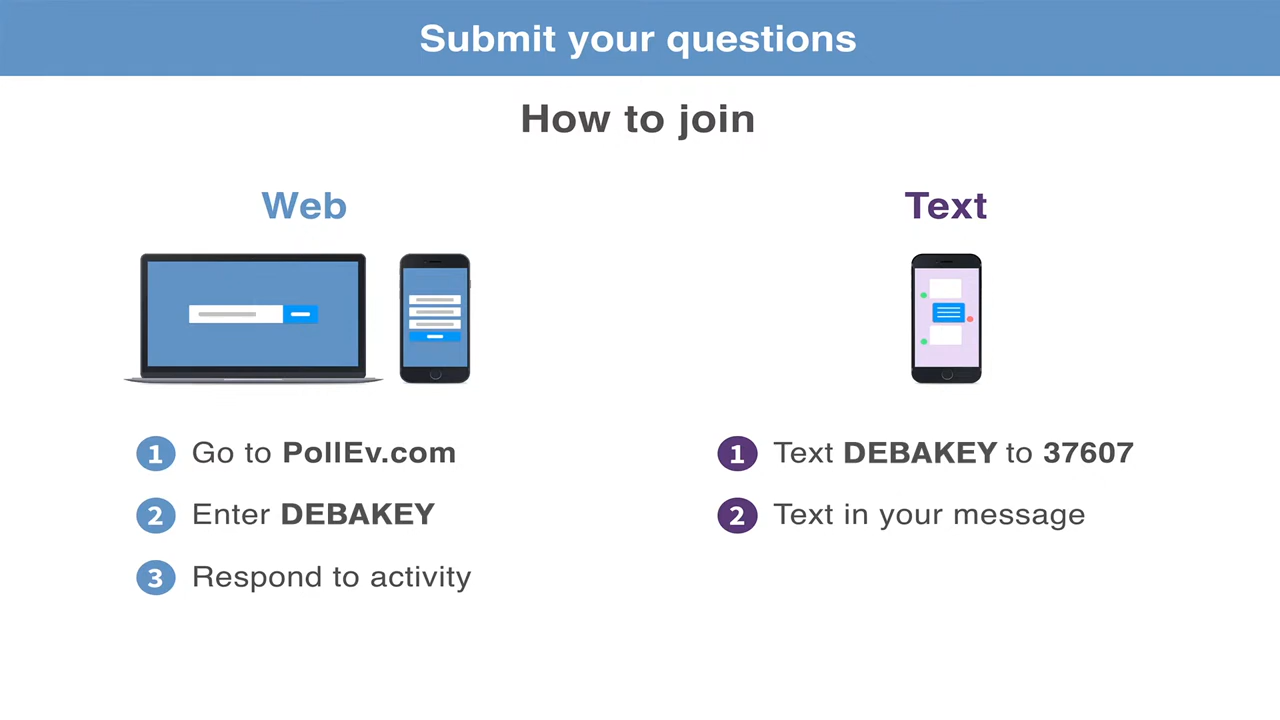 Submit your questions
How to join
Web
1 Go to PollEv.com
2 Enter DEBAKEY
3 Respond to activity
Text
1 Text DEBAKEY to 37607
2 Text in your message